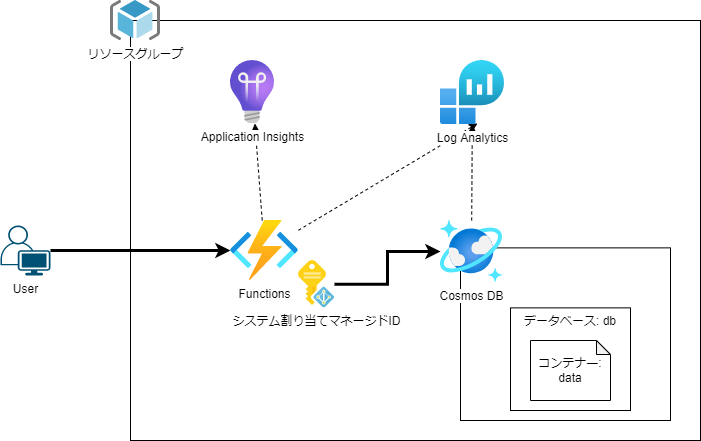 リソースグループ
Application Insights
Log Analytics
User
Functions
システム割り当てマネージドID
Cosmos DB
データベース: db
コンテナー:
data